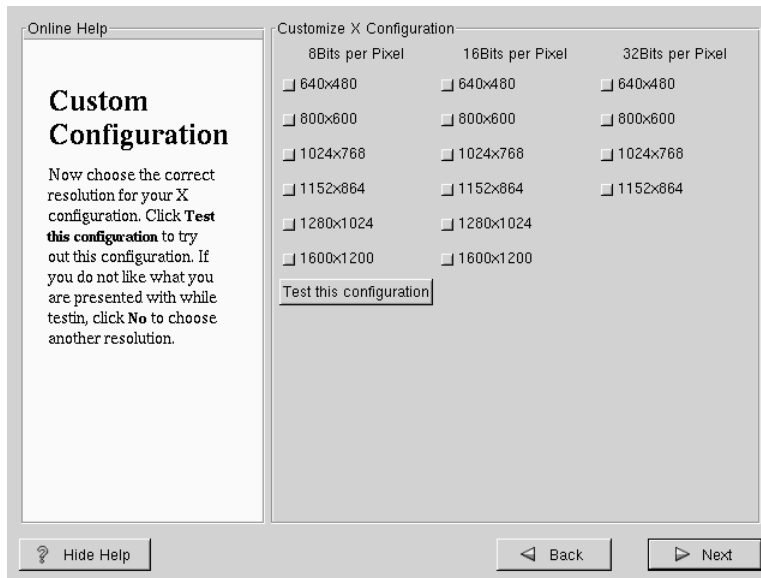 Online Help
Custom
Configuration
Now choose the correct
resolution for your X
configuration. Click Test
this configuration to try
out this configuration. If
you do not like what you
are presented with while
testin, click No to choose
another resolution.
Customize X Configuration
8Bits per Pixel 16Bits per Pixel 32Bits per Pixel
640x480 640x480 640x480
800x600 800x600 800x600
1024x768 1024x768 1024x768
1152x864 1152x864 1152x864
1280x1024 1280x1024
1600x1200 1600x1200
Test this configuration
? Hide Help
Back
Next